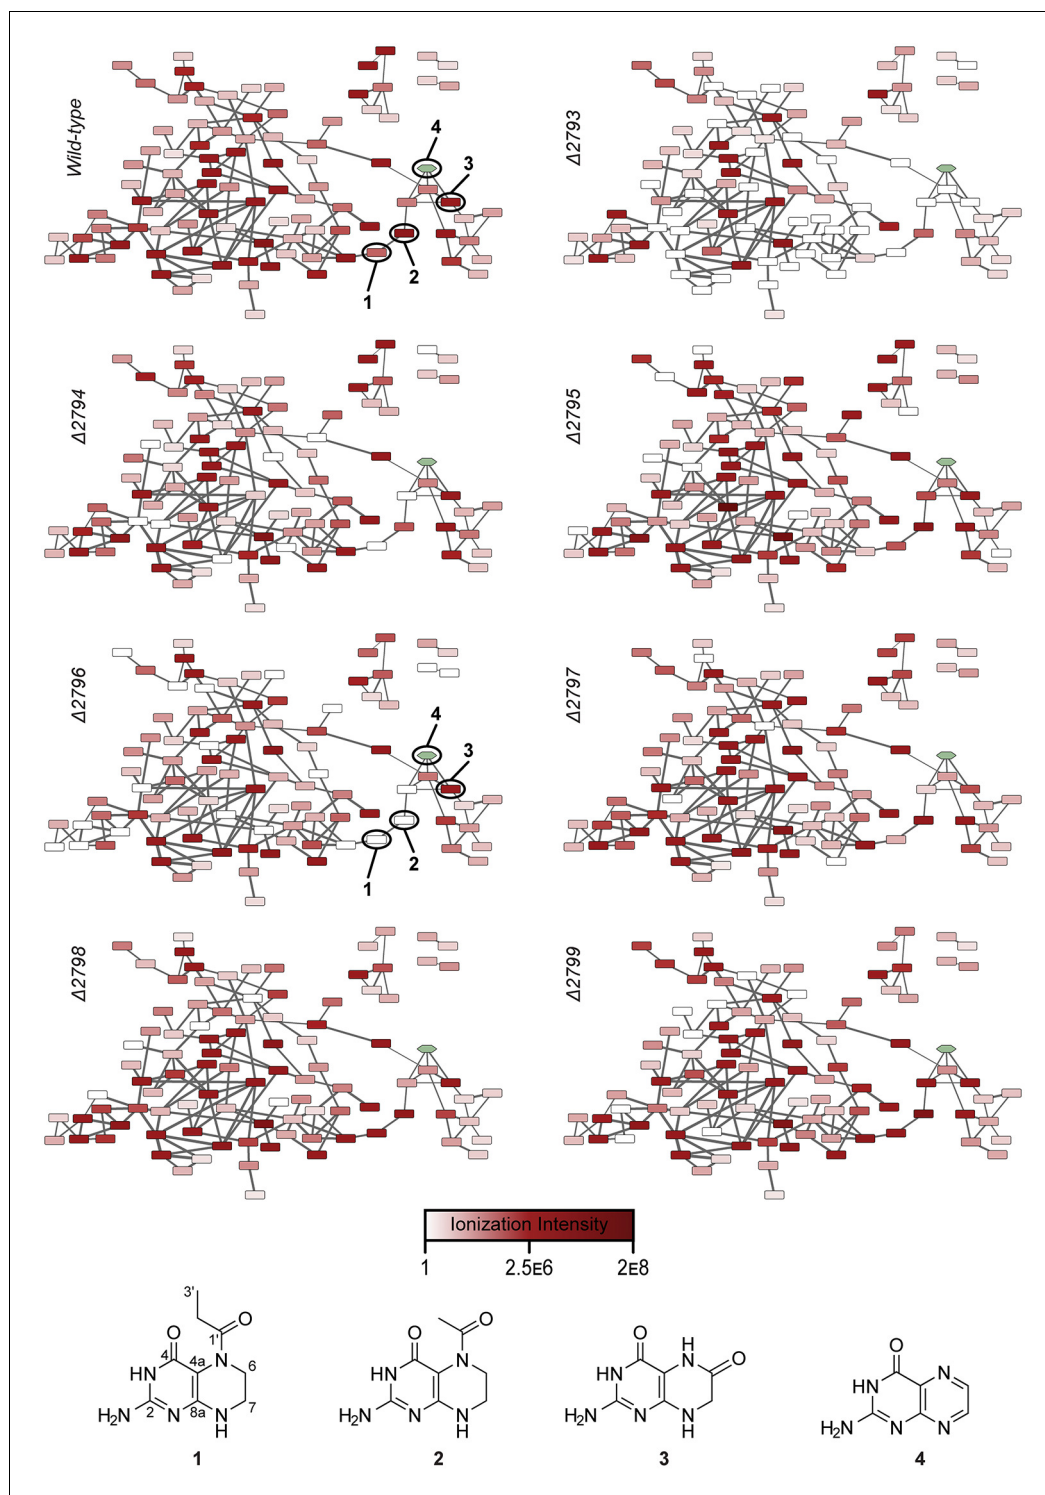 Wild-type
4
3
2
1
Δ2793
Δ2794
Δ2795
Δ2796
4
3
2
1
Δ2797
Δ2798
Δ2799
Ionization Intensity
1 2.5E6 2E8
3'
O 1' O
4 4a N 6
HN
H₂N 2 N 8a N 7
H
1
O O
N
HN
H₂N N N
H
2
O H
N O
HN
H₂N N N
H
3
O
N
HN
H₂N N N
4